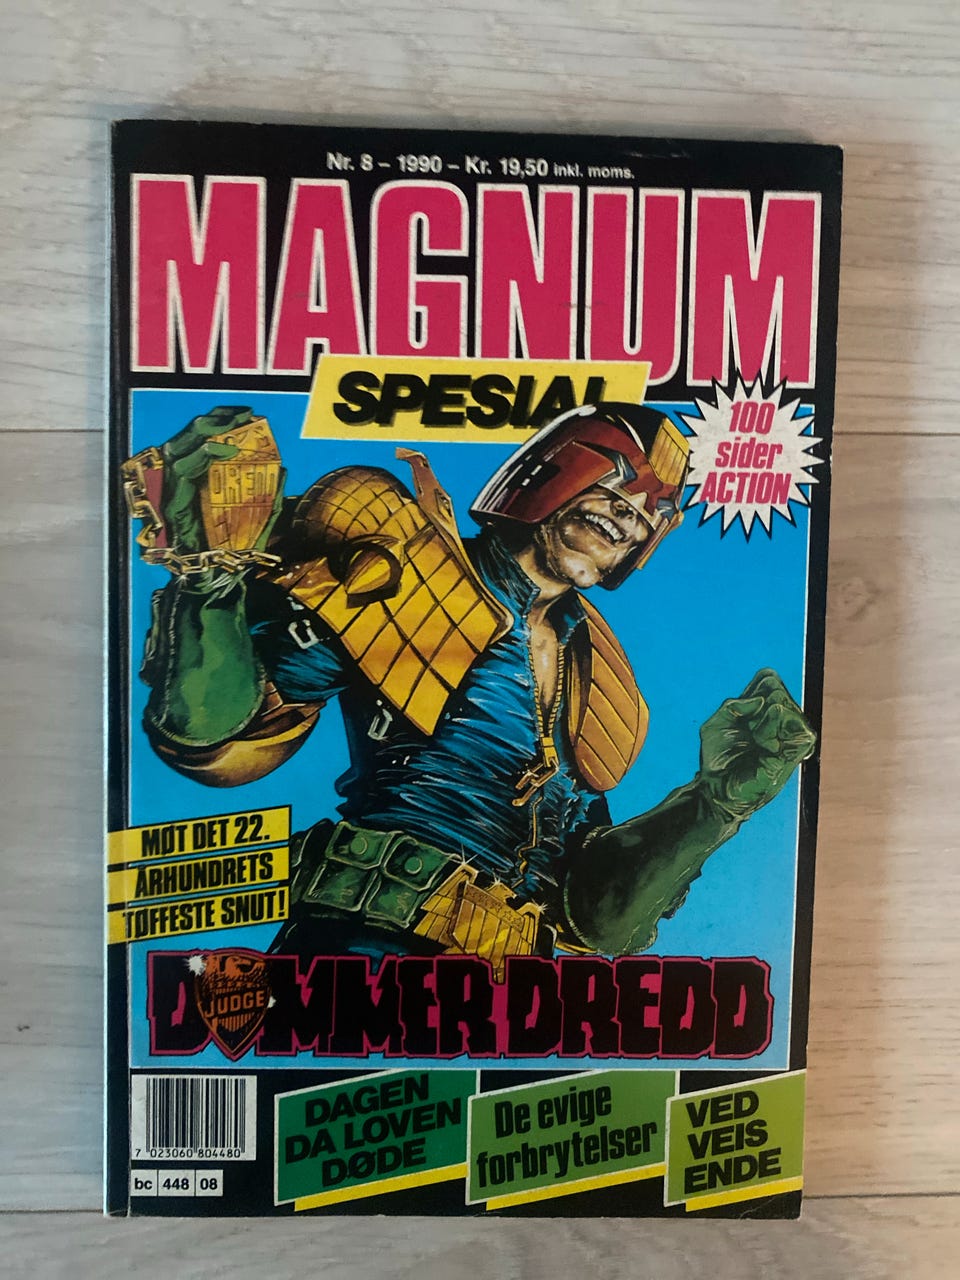 Nr. 8 – 1990 – Kr. 19,50 inkl. moms.
MAGNUM
SPESIAL
100
sider
ACTION
DREDD
MØT DET 22.
ÅRHUNDRETS
TØFFESTE SNUT!
DOMMER DREDD
JUDGE
DAGEN
DA LOVEN
DØDE
De evige
forbrytelser
VED
VEIS
ENDE
7 023060 804480
bc 448 08